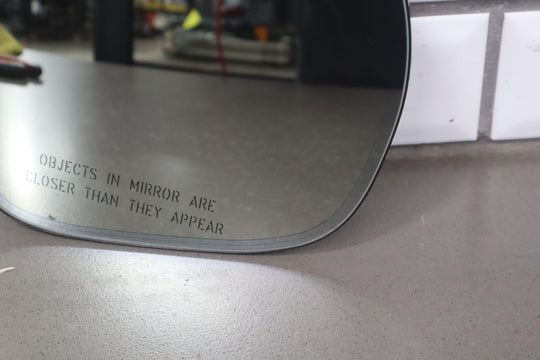 OBJECTS IN MIRROR ARE
CLOSER THAN THEY APPEAR